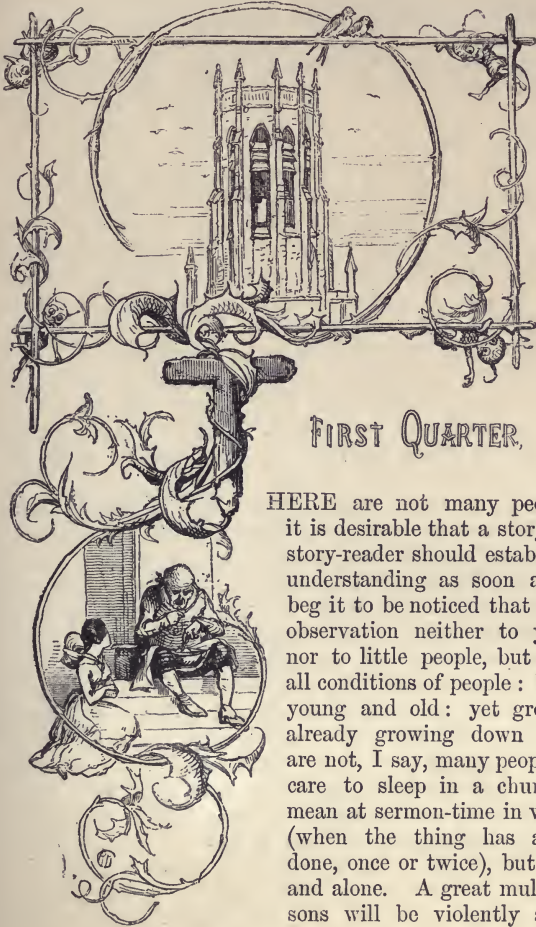 FIRST QUARTER,
THERE are not many peo
it is desirable that a story
story-reader should estab
understanding as soon a
beg it to be noticed that
observation neither to y
nor to little people, but
all conditions of people :
young and old : yet gre
already growing down
are not, I say, many peop
care to sleep in a chur
mean at sermon-time in w
(when the thing has a
done, once or twice), but
and alone. A great mul
sons will be violently a